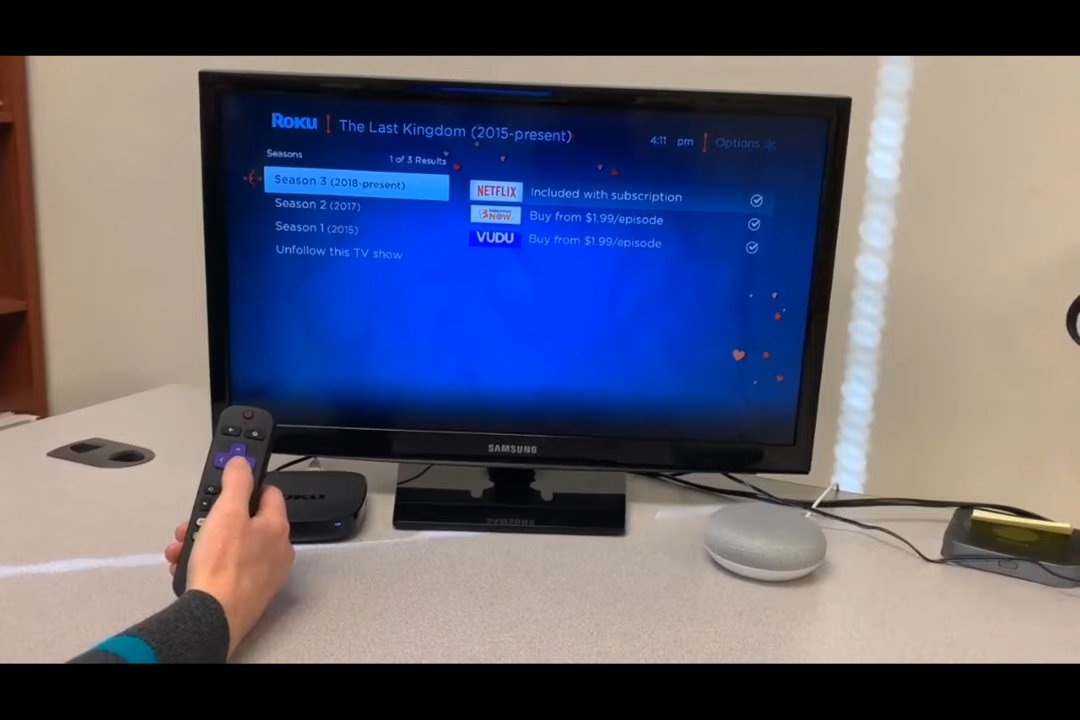 Roku | The Last Kingdom (2015-present)
4:11 pm | Options
Seasons
1 of 3 Results
Season 3 (2018-present)
Season 2 (2017)
Season 1 (2015)
Unfollow this TV show
NETFLIX Included with subscription
NOW Buy from $1.99/episode
VUDU Buy from $1.99/episode
SAMSUNG
ROKU